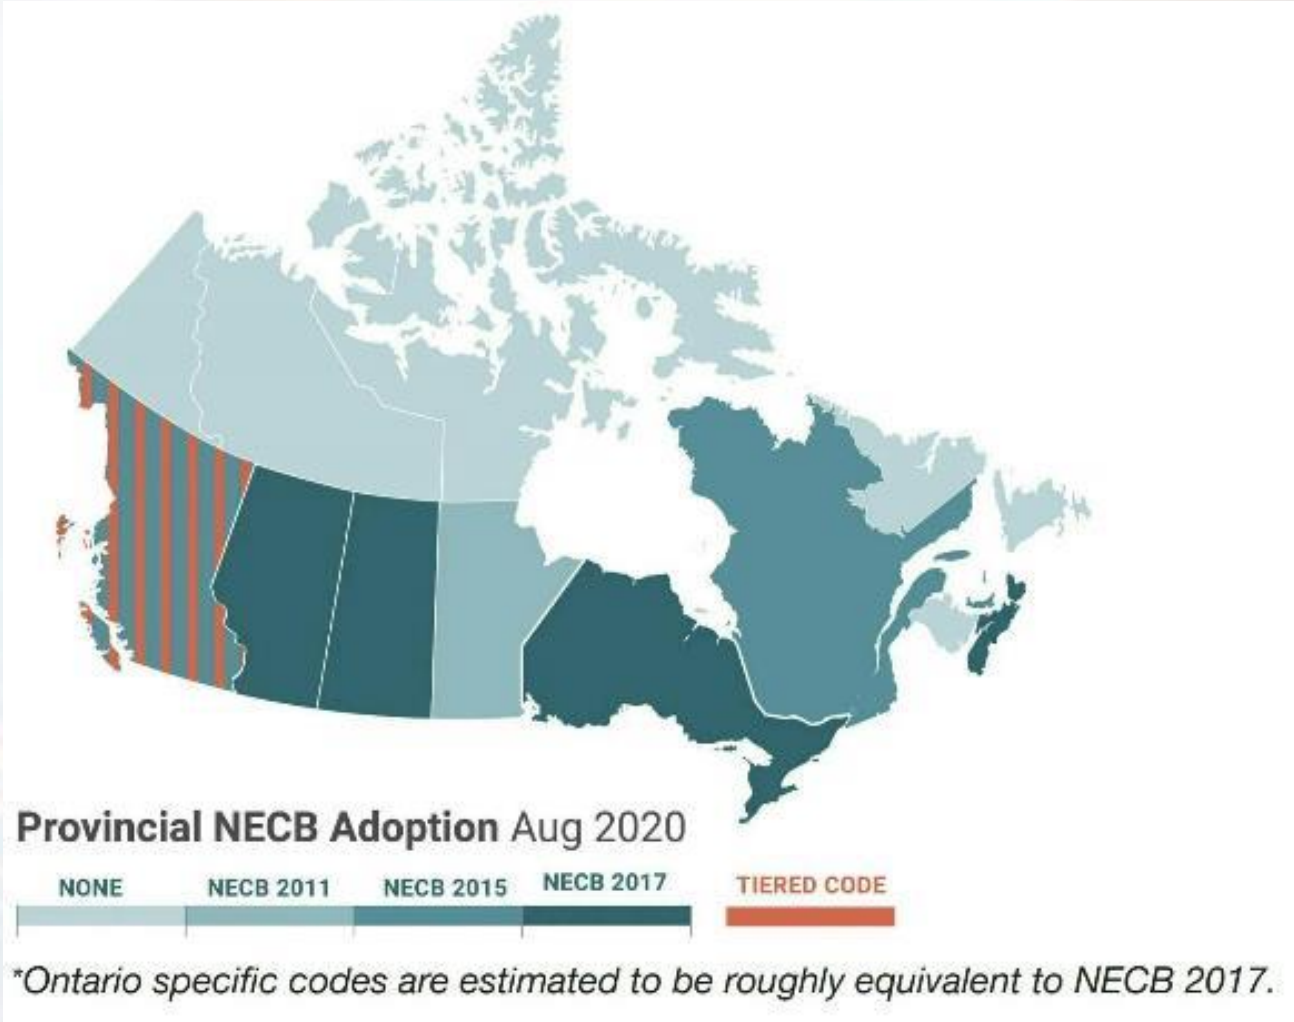 Provincial NECB Adoption Aug 2020
NONE NECB 2011 NECB 2015 NECB 2017 TIERED CODE
*Ontario specific codes are estimated to be roughly equivalent to NECB 2017.